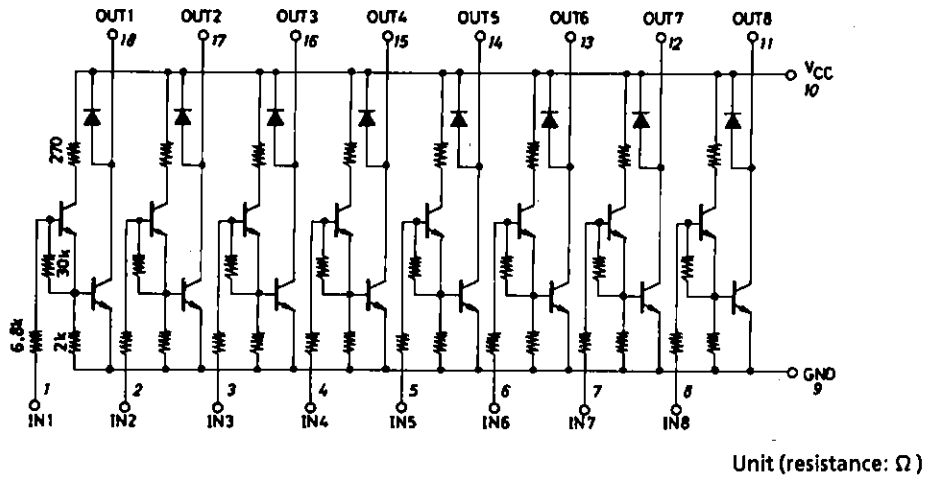 OUT1 OUT2 OUT3 OUT4 OUT5 OUT6 OUT7 OUT8
18 17 16 15 14 13 12 11
VCC
10
270
30k
6.8k 2k
GND
9
1 2 3 4 5 6 7 8
IN1 IN2 IN3 IN4 IN5 IN6 IN7 IN8
Unit (resistance: Ω )